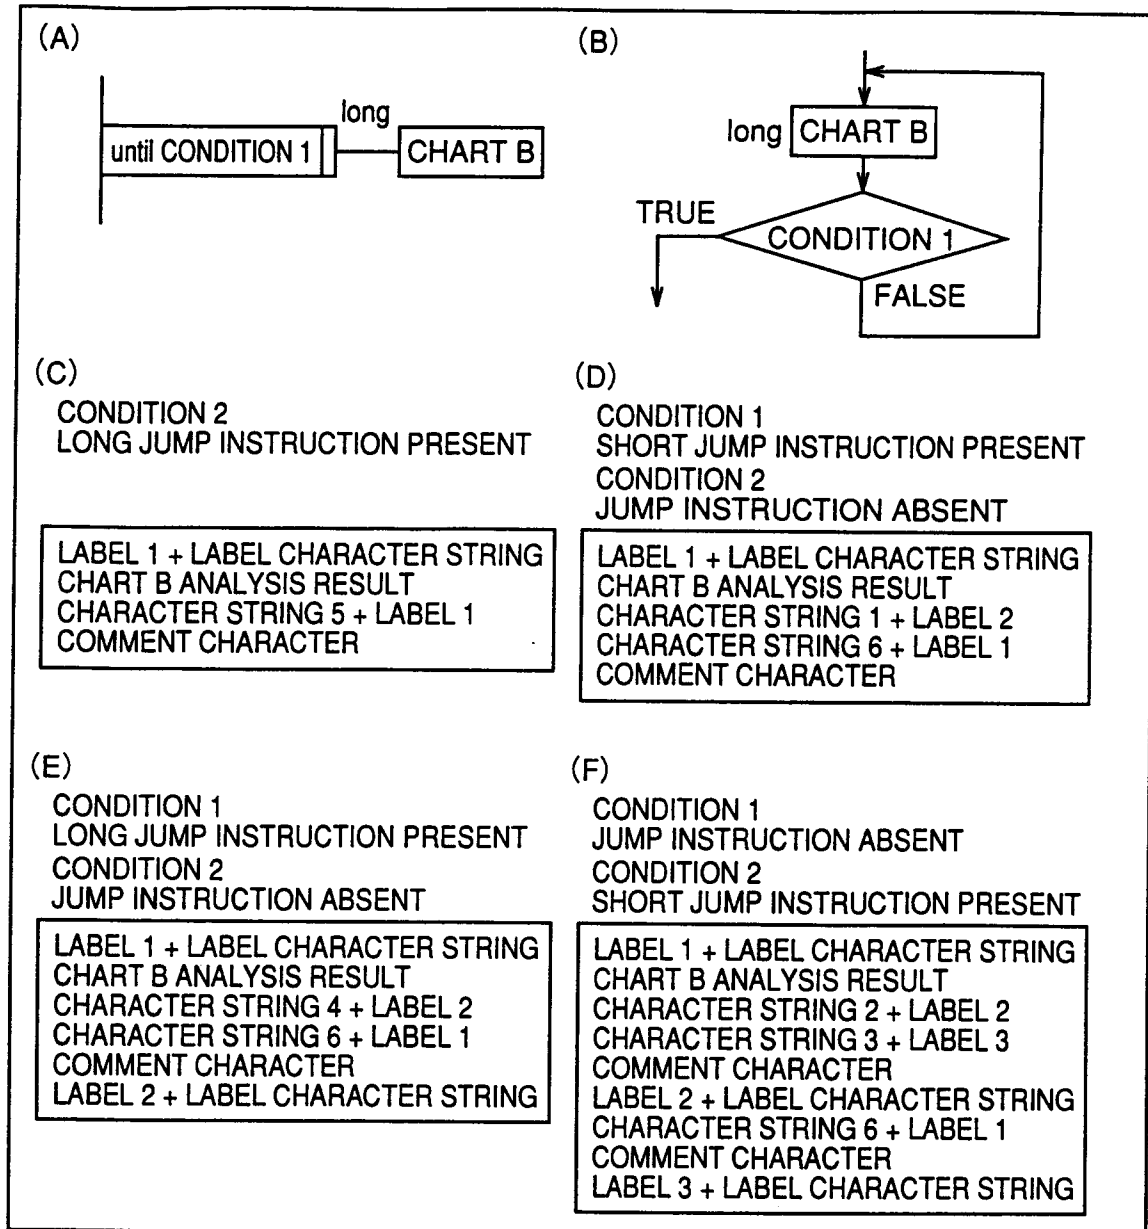 (A)
long
until CONDITION 1
CHART B
(B)
long
CHART B
TRUE
CONDITION 1
FALSE
(C)
CONDITION 2
LONG JUMP INSTRUCTION PRESENT
LABEL 1 + LABEL CHARACTER STRING
CHART B ANALYSIS RESULT
CHARACTER STRING 5 + LABEL 1
COMMENT CHARACTER
(D)
CONDITION 1
SHORT JUMP INSTRUCTION PRESENT
CONDITION 2
JUMP INSTRUCTION ABSENT
LABEL 1 + LABEL CHARACTER STRING
CHART B ANALYSIS RESULT
CHARACTER STRING 1 + LABEL 2
CHARACTER STRING 6 + LABEL 1
COMMENT CHARACTER
(E)
CONDITION 1
LONG JUMP INSTRUCTION PRESENT
CONDITION 2
JUMP INSTRUCTION ABSENT
LABEL 1 + LABEL CHARACTER STRING
CHART B ANALYSIS RESULT
CHARACTER STRING 4 + LABEL 2
CHARACTER STRING 6 + LABEL 1
COMMENT CHARACTER
LABEL 2 + LABEL CHARACTER STRING
(F)
CONDITION 1
JUMP INSTRUCTION ABSENT
CONDITION 2
SHORT JUMP INSTRUCTION PRESENT
LABEL 1 + LABEL CHARACTER STRING
CHART B ANALYSIS RESULT
CHARACTER STRING 2 + LABEL 2
CHARACTER STRING 3 + LABEL 3
COMMENT CHARACTER
LABEL 2 + LABEL CHARACTER STRING
CHARACTER STRING 6 + LABEL 1
COMMENT CHARACTER
LABEL 3 + LABEL CHARACTER STRING